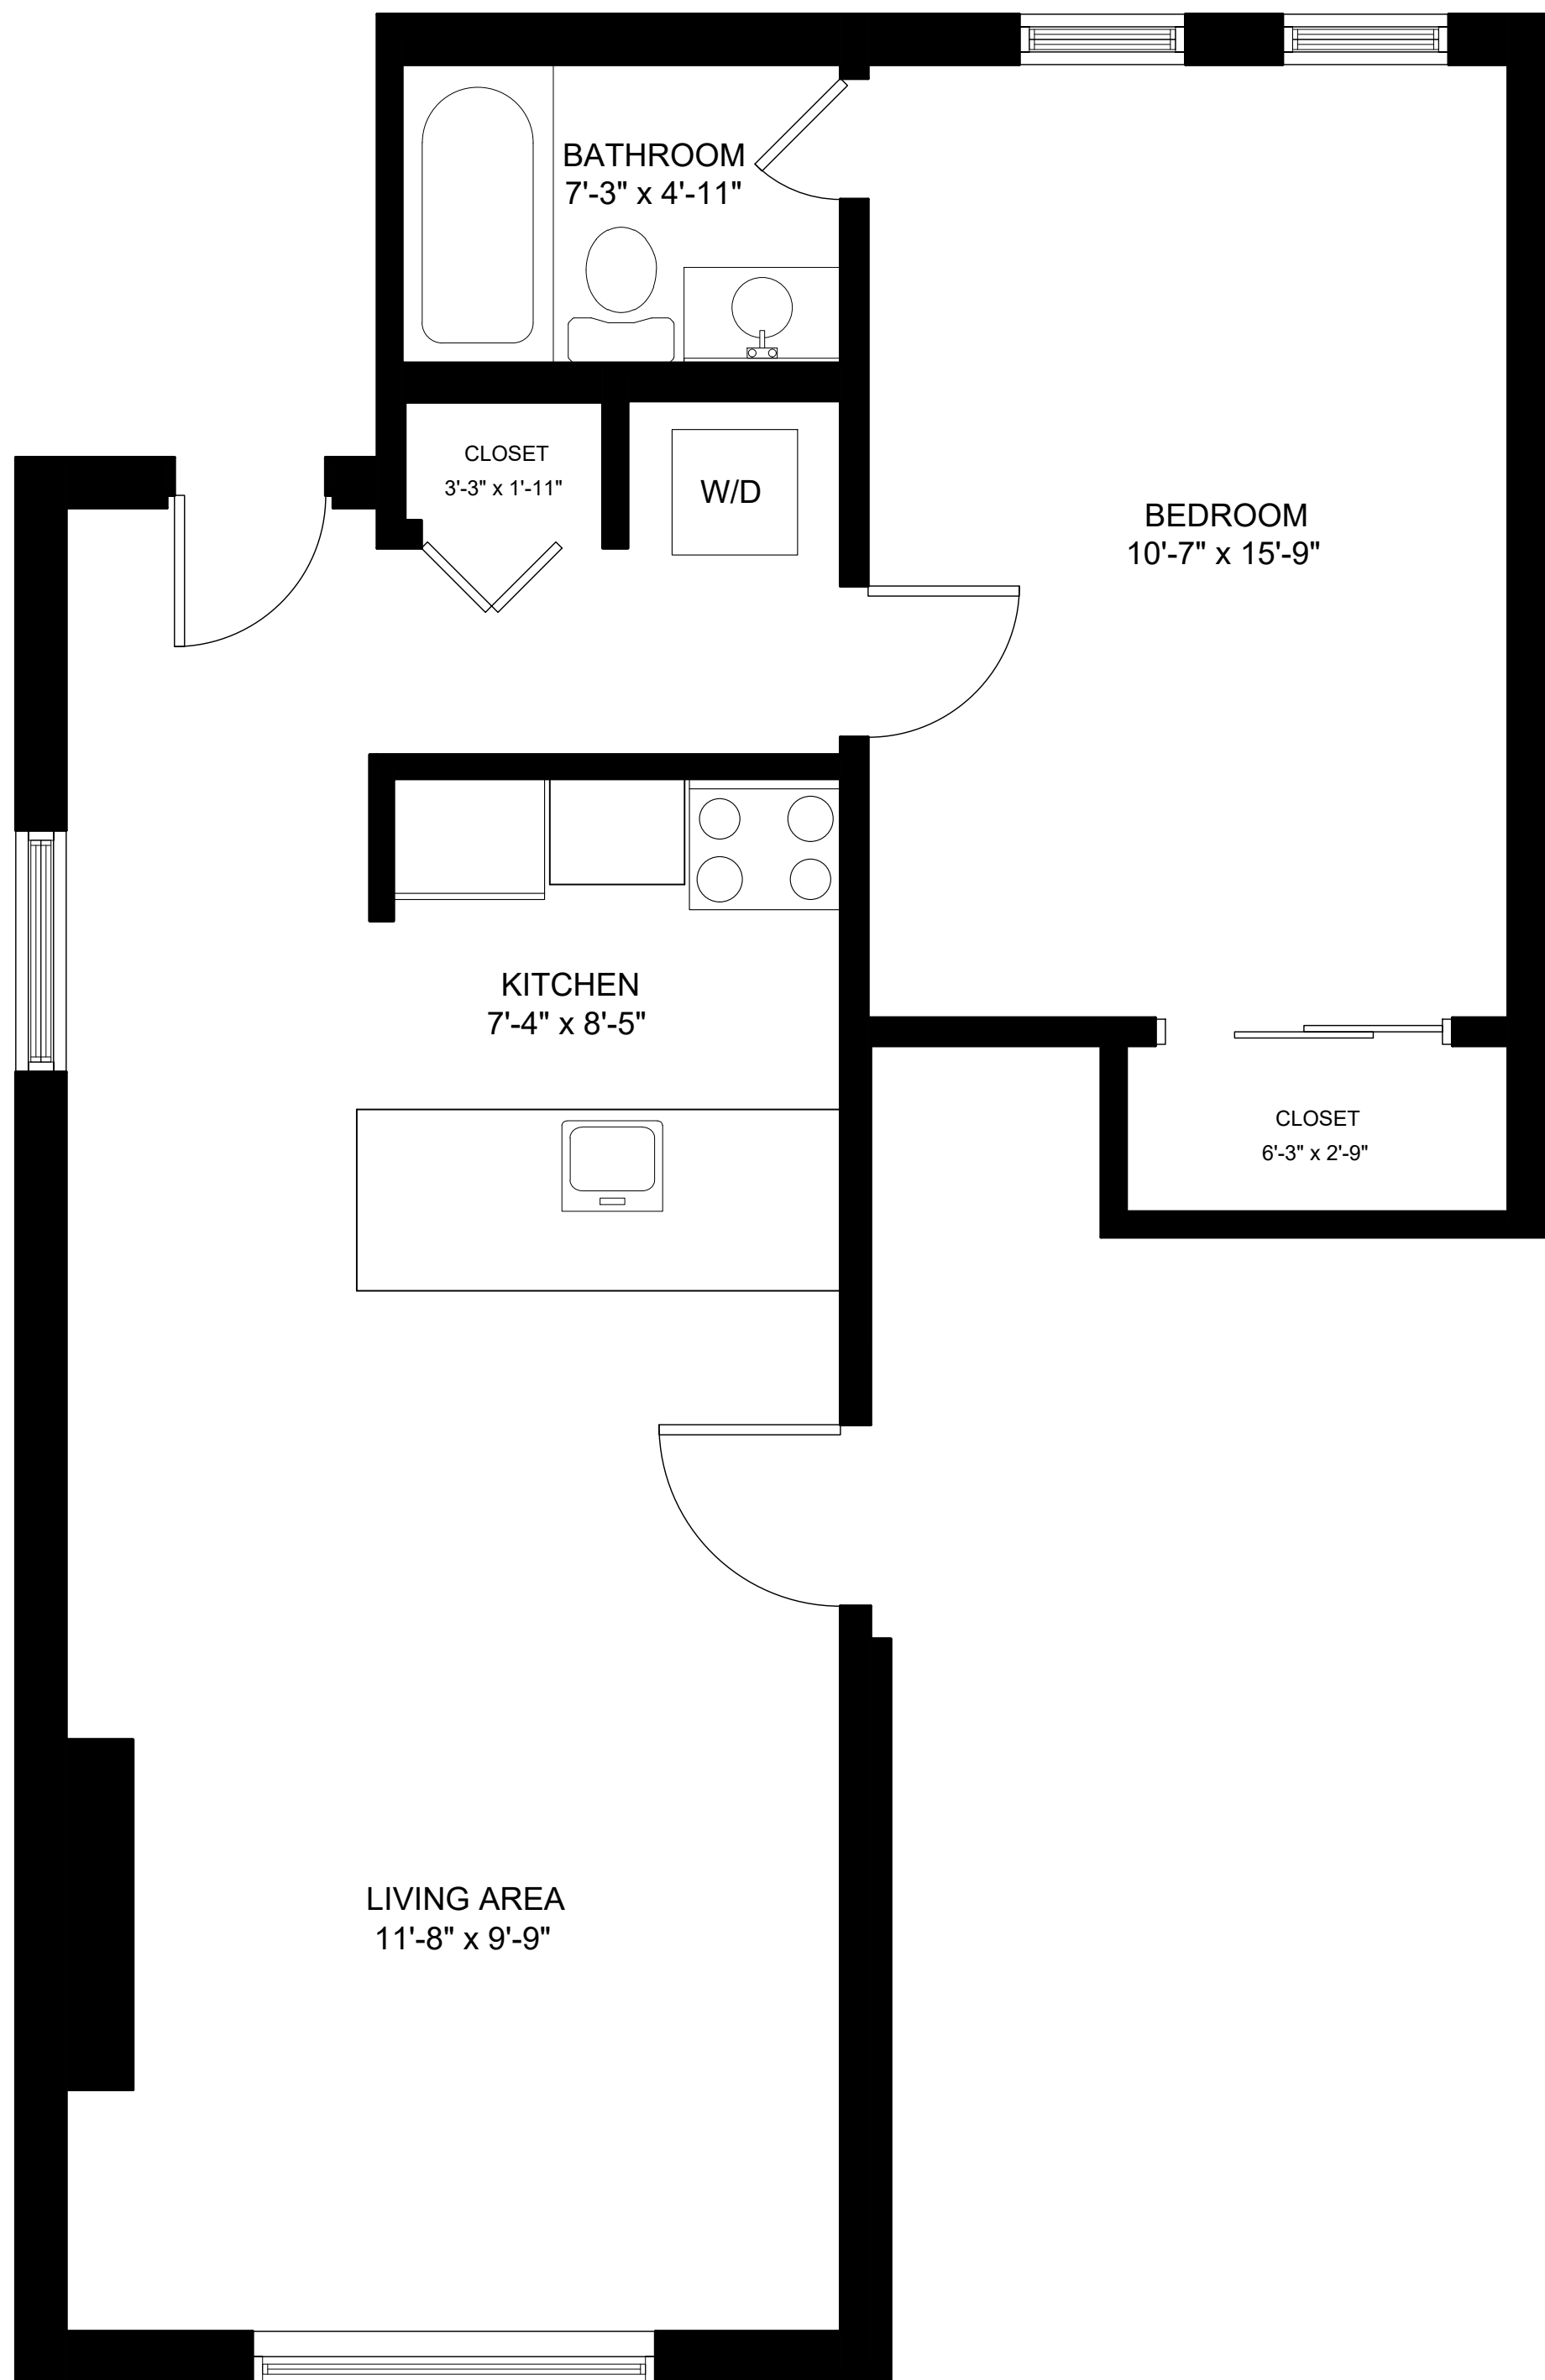 BATHROOM
7'-3" x 4'-11"
CLOSET
3'-3" x 1'-11"
W/D
BEDROOM
10'-7" x 15'-9"
KITCHEN
7'-4" x 8'-5"
CLOSET
6'-3" x 2'-9"
LIVING AREA
11'-8" x 9'-9"